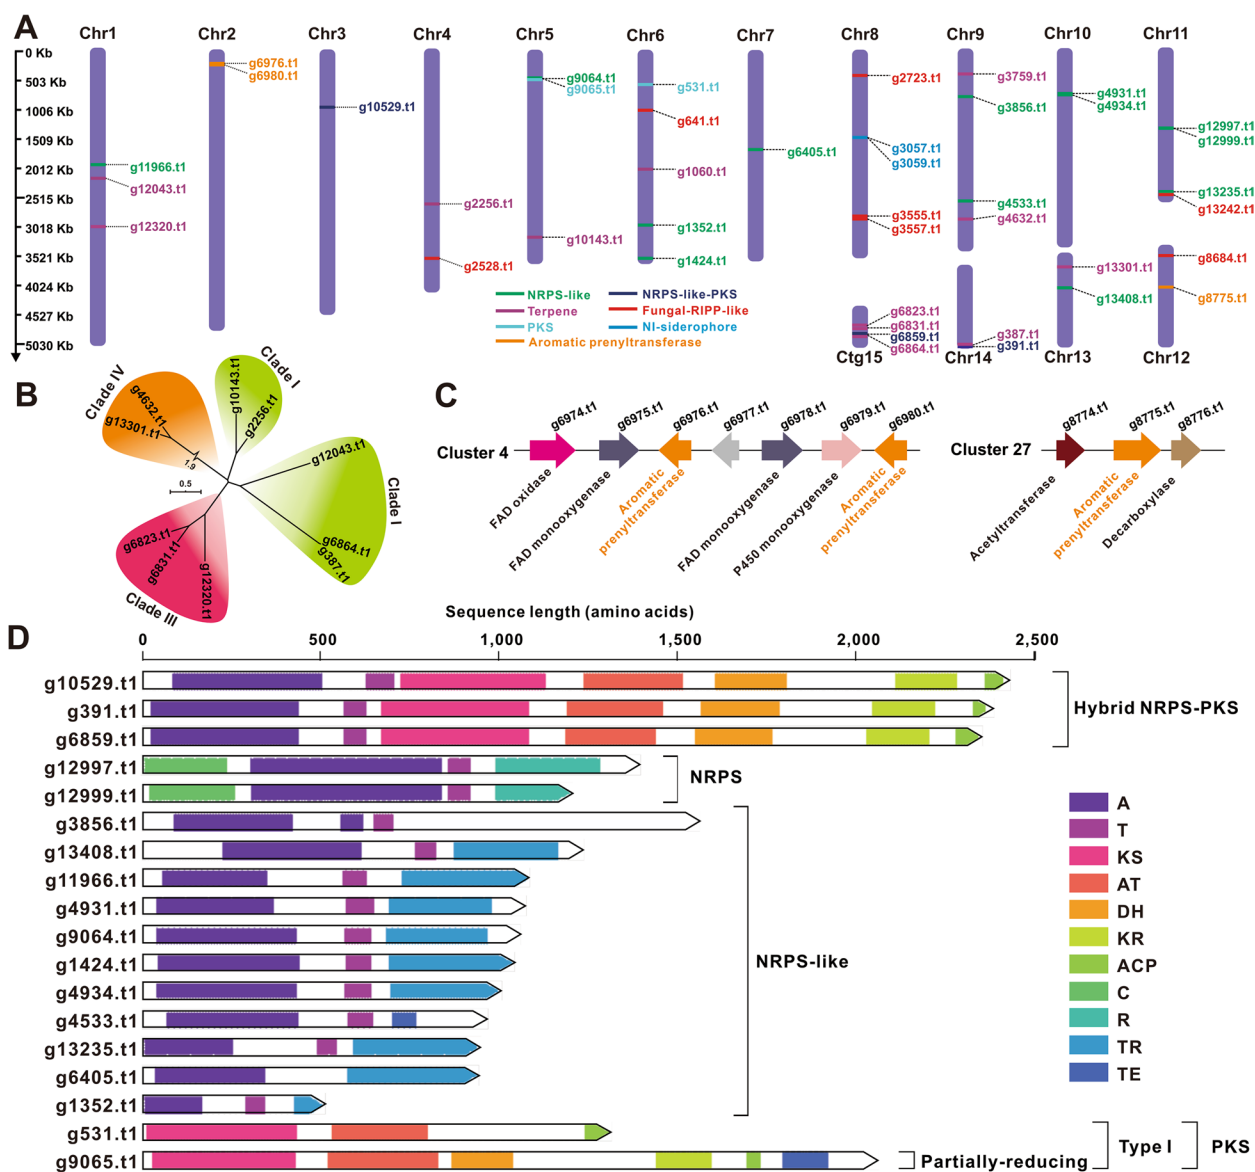 A
Chr1 Chr2 Chr3 Chr4 Chr5 Chr6 Chr7 Chr8 Chr9 Chr10 Chr11
0 Kb
503 Kb
1006 Kb
1509 Kb
2012 Kb
2515 Kb
3018 Kb
3521 Kb
4024 Kb
4527 Kb
5030 Kb
g11966.t1
g12043.t1
g12320.t1
g6976.t1
g6980.t1
g10529.t1
g2256.t1
g2528.t1
g9064.t1
g9065.t1
g10143.t1
g531.t1
g641.t1
g1060.t1
g1352.t1
g1424.t1
g6405.t1
g2723.t1
g3057.t1
g3059.t1
g3555.t1
g3557.t1
g6823.t1
g6831.t1
g6859.t1
g6864.t1
Ctg15
g3759.t1
g3856.t1
g4533.t1
g4632.t1
g387.t1
g391.t1
Chr14
g4931.t1
g4934.t1
g13301.t1
g13408.t1
Chr13
g12997.t1
g12999.t1
g13235.t1
g13242.t1
g8684.t1
g8775.t1
Chr12
NRPS-like
Terpene
PKS
Aromatic prenyltransferase
NRPS-like-PKS
Fungal-RIPP-like
NI-siderophore
B
Clade IV
g4632.t1
g13301.t1
Clade I
g10143.t1
g2256.t1
g12043.t1
Clade I
g6864.t1
g387.t1
1.9
0.5
g6823.t1
g6831.t1
g12320.t1
Clade III
C
Cluster 4
g6974.t1
g6975.t1
g6976.t1
g6977.t1
g6978.t1
g6979.t1
g6980.t1
FAD oxidase
FAD monooxygenase
Aromatic
prenyltransferase
FAD monooxygenase
P450 monooxygenase
Aromatic
prenyltransferase
Cluster 27
g8774.t1
g8775.t1
g8776.t1
Acetyltransferase
Aromatic
prenyltransferase
Decarboxylase
D
Sequence length (amino acids)
0 500 1,000 1,500 2,000 2,500
g10529.t1
g391.t1
g6859.t1
Hybrid NRPS-PKS
g12997.t1
g12999.t1
NRPS
g3856.t1
g13408.t1
g11966.t1
g4931.t1
g9064.t1
g1424.t1
g4934.t1
g4533.t1
g13235.t1
g6405.t1
g1352.t1
NRPS-like
g531.t1
g9065.t1
Partially-reducing
Type I
PKS
A
T
KS
AT
DH
KR
ACP
C
R
TR
TE